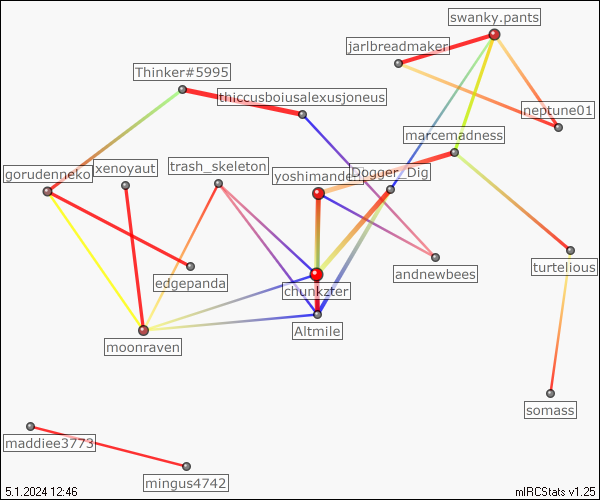 swanky.pants
jarlbreadmaker
Thinker#5995
thiccusboiusalexusjoneus
neptune01
marcemadness
trash_skeleton
xenoyaut
gorudenneko
Dogger_Dig
turtelious
andnewbees
edgepanda
chunkzter
Altmile
moonraven
somass
maddiee3773
mingus4742
5.1.2024 12:46
mIRCStats v1.25